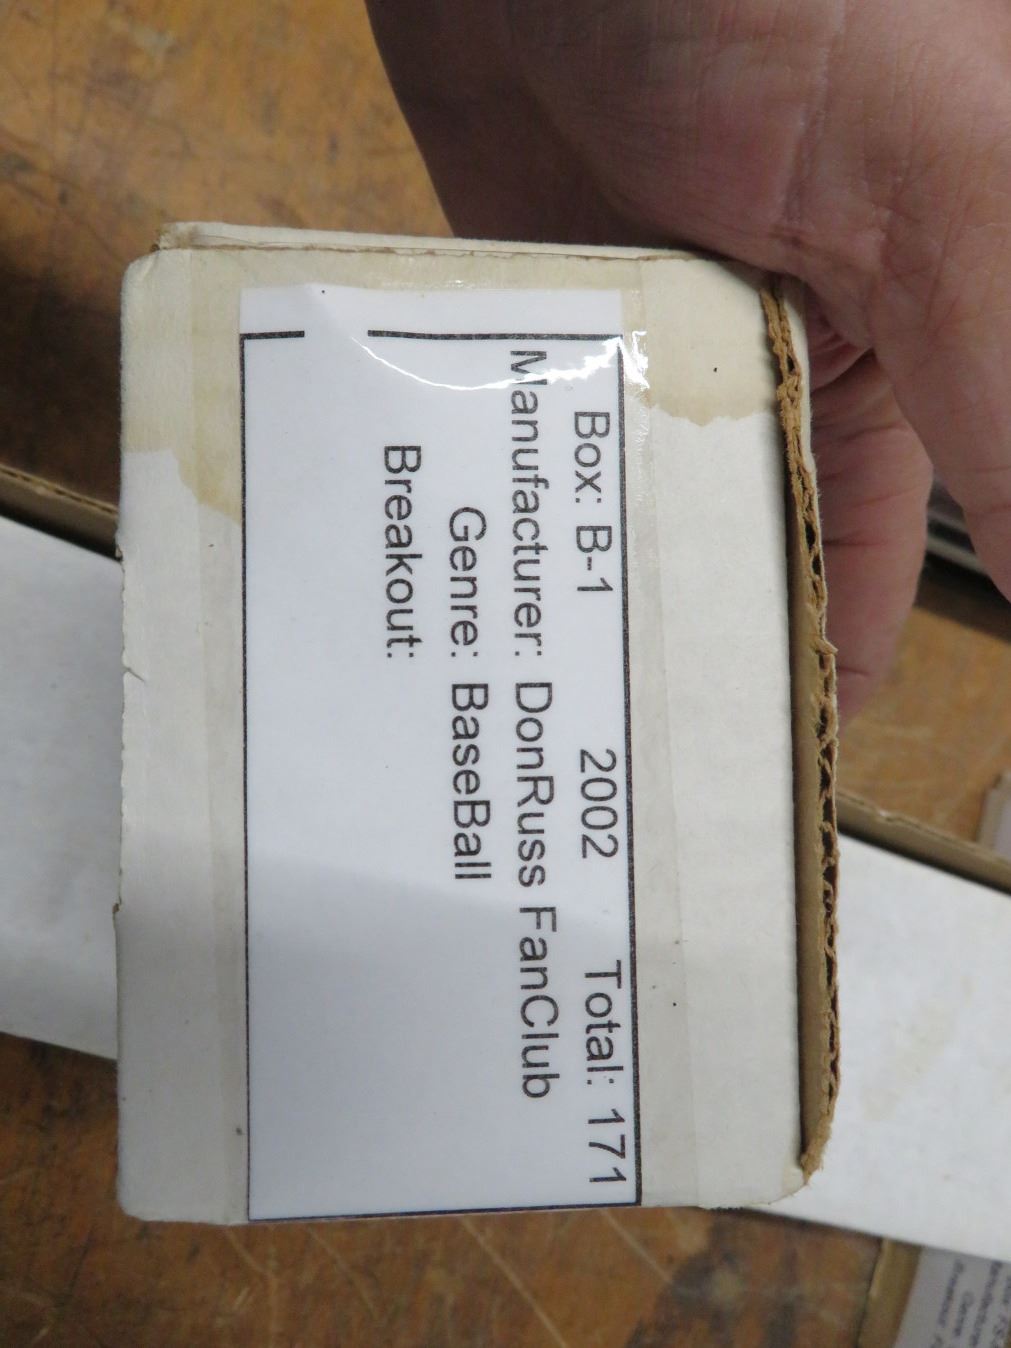 Box: B-1 2002 Total: 171
Manufacturer: DonRuss FanClub
Genre: BaseBall
Breakout: